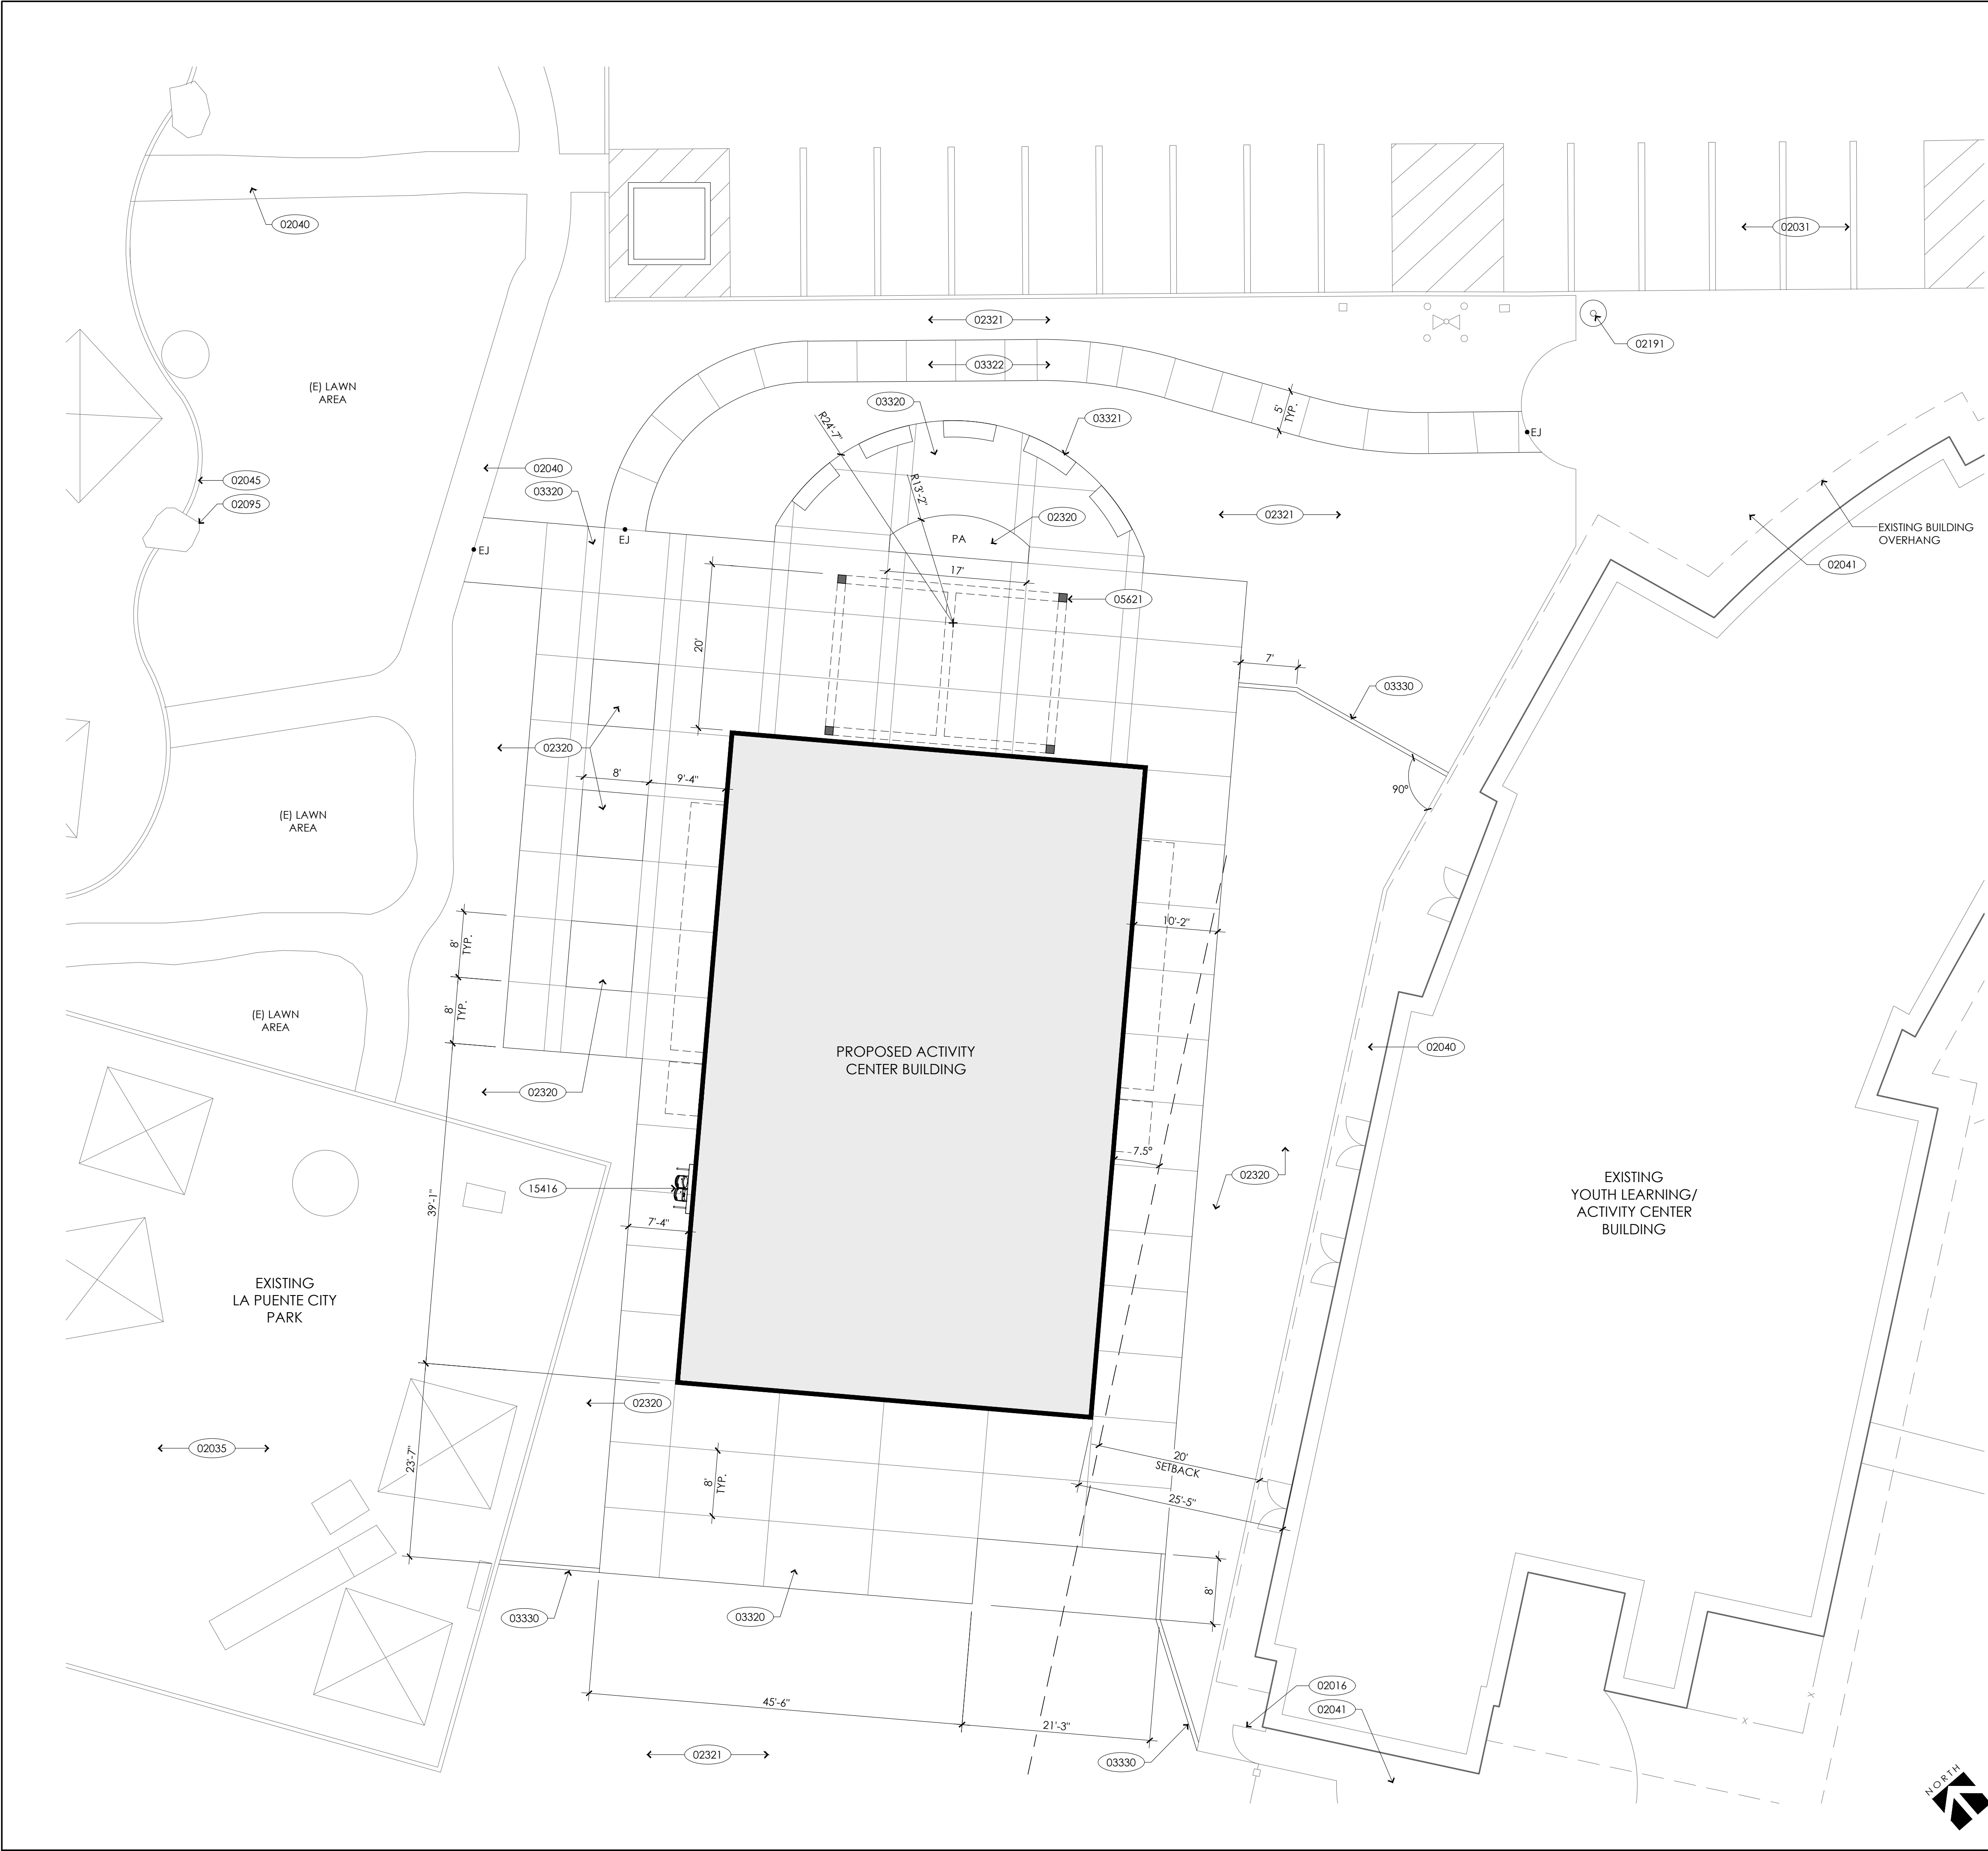 02040
02031
02321
02191
03322
(E) LAWN
AREA
03320
03321
5'
TYP.
R24'-7"
EJ
02040
02045
03320
R13'-2"
02095
02320
02321
EXISTING BUILDING
OVERHANG
EJ
PA
EJ
02041
17'
05621
20'
7'
03330
02320
8'
9'-4"
90°
(E) LAWN
AREA
10'-2"
8'
TYP.
8'
TYP.
(E) LAWN
AREA
PROPOSED ACTIVITY
CENTER BUILDING
02040
02320
7.5°
02320
EXISTING
YOUTH LEARNING/
ACTIVITY CENTER
BUILDING
15416
39'-1"
7'-4"
EXISTING
LA PUENTE CITY
PARK
02320
02035
23'-7"
8'
TYP.
20'
SETBACK
25'-5"
8'
03330
03320
02016
45'-6"
02041
21'-3"
02321
03330
NORTH
X
X